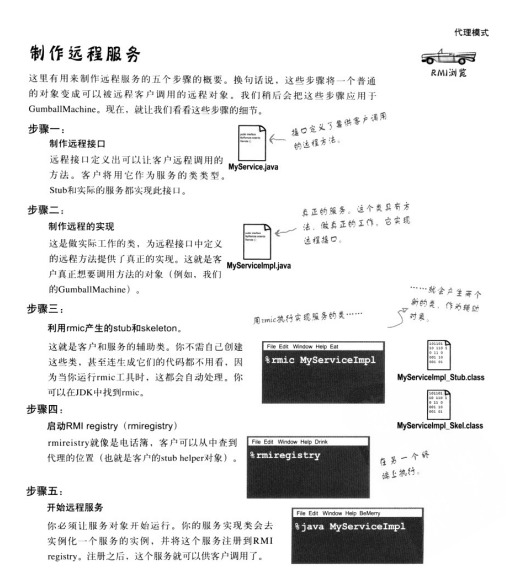 代理模式
制作远程服务
RMI浏览
这里有用来制作远程服务的五个步骤的概要。换句话说，这些步骤将一个普通
的对象变成可以被远程客户调用的远程对象。我们稍后会把这些步骤应用于
GumballMachine。现在，就让我们看看这些步骤的细节。
步骤一：
制作远程接口
远程接口定义出可以让客户远程调用的
方法。客户将用它作为服务的类类型。
Stub和实际的服务都实现此接口。
MyService.java
接口定义了要供客户调用
的远程方法。
步骤二：
制作远程的实现
这是做实际工作的类，为远程接口中定义
的远程方法提供了真正的实现。这就是客
户真正想要调用方法的对象（例如，我们
的GumballMachine）。
MyServiceImpl.java
真正的服务，这个类具有方
法，做真正的工作。它实现
远程接口。
步骤三：
利用rmic产生的stub和skeleton。
这就是客户和服务的辅助类。你不需自己创建
这些类，甚至连生成它们的代码都不用看，因
为当你运行rmic工具时，这都会自动处理。你
可以在JDK中找到rmic。
用rmic执行实现服务的类……
File Edit Window Help Eat
%rmic MyServiceImpl
……就会产生两个
新的类，作为辅助
对象。
MyServiceImpl_Stub.class
MyServiceImpl_Skel.class
步骤四：
启动RMI registry（rmiregistry）
rmireistry就像是电话簿，客户可以从中查到
代理的位置（也就是客户的stub helper对象）。
File Edit Window Help Drink
%rmiregistry
在另一个终
端上执行。
步骤五：
开始远程服务
你必须让服务对象开始运行。你的服务实现类会去
实例化一个服务的实例，并将这个服务注册到RMI
registry。注册之后，这个服务就可以供客户调用了。
File Edit Window Help BeMerry
%java MyServiceImpl